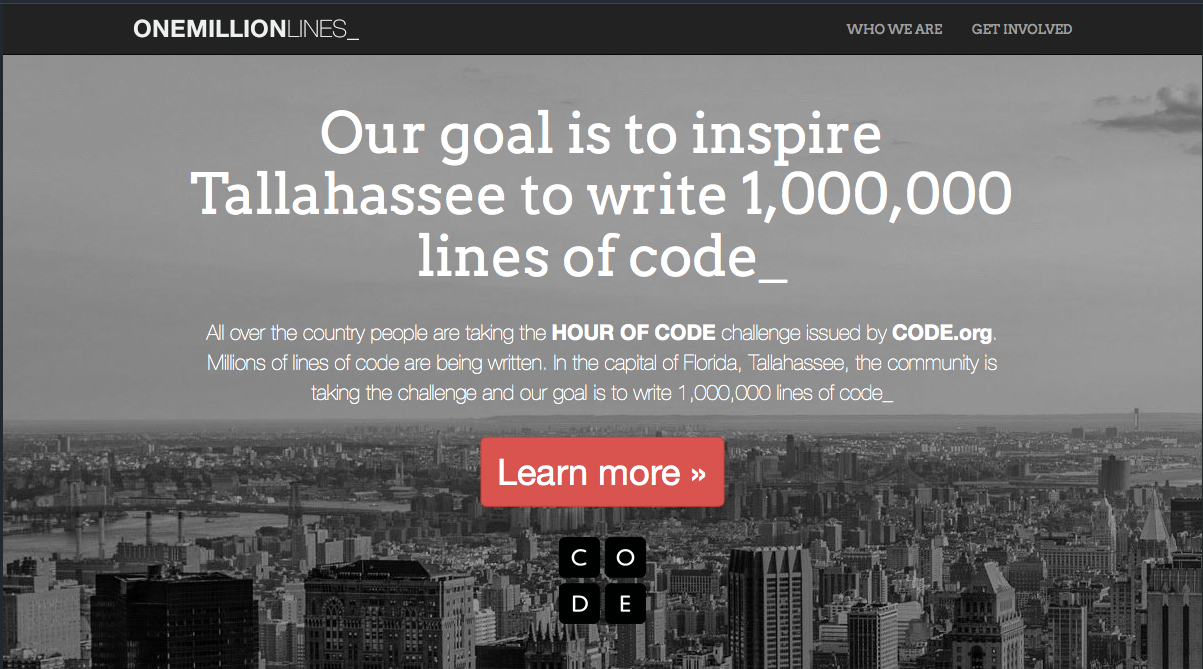 ONEMILLIONLINES_
WHO WE ARE
GET INVOLVED
Our goal is to inspire
Tallahassee to write 1,000,000
lines of code_
All over the country people are taking the HOUR OF CODE challenge issued by CODE.org.
Millions of lines of code are being written. In the capital of Florida, Tallahassee, the community is
taking the challenge and our goal is to write 1,000,000 lines of code_
Learn more »
C O
D E